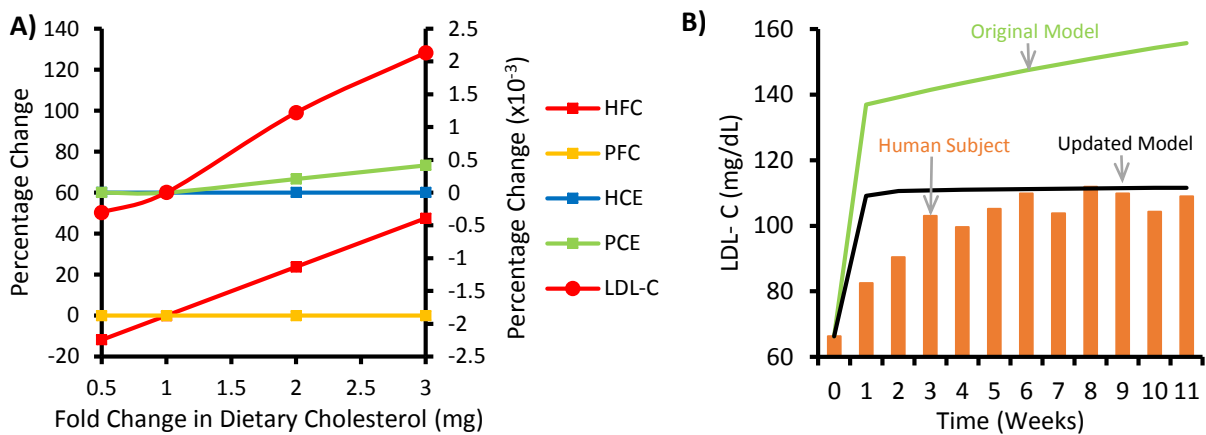 A)
Percentage Change
140
120
100
80
60
40
20
0
-20
2.5
2
1.5
1
0.5
0
-0.5
-1
-1.5
-2
-2.5
Percentage Change (x10⁻³)
0.5 1 1.5 2 2.5 3
Fold Change in Dietary Cholesterol (mg)
HFC
PFC
HCE
PCE
LDL-C
B)
LDL- C (mg/dL)
160
140
120
100
80
60
Original Model
Human Subject
Updated Model
0 1 2 3 4 5 6 7 8 9 10 11
Time (Weeks)